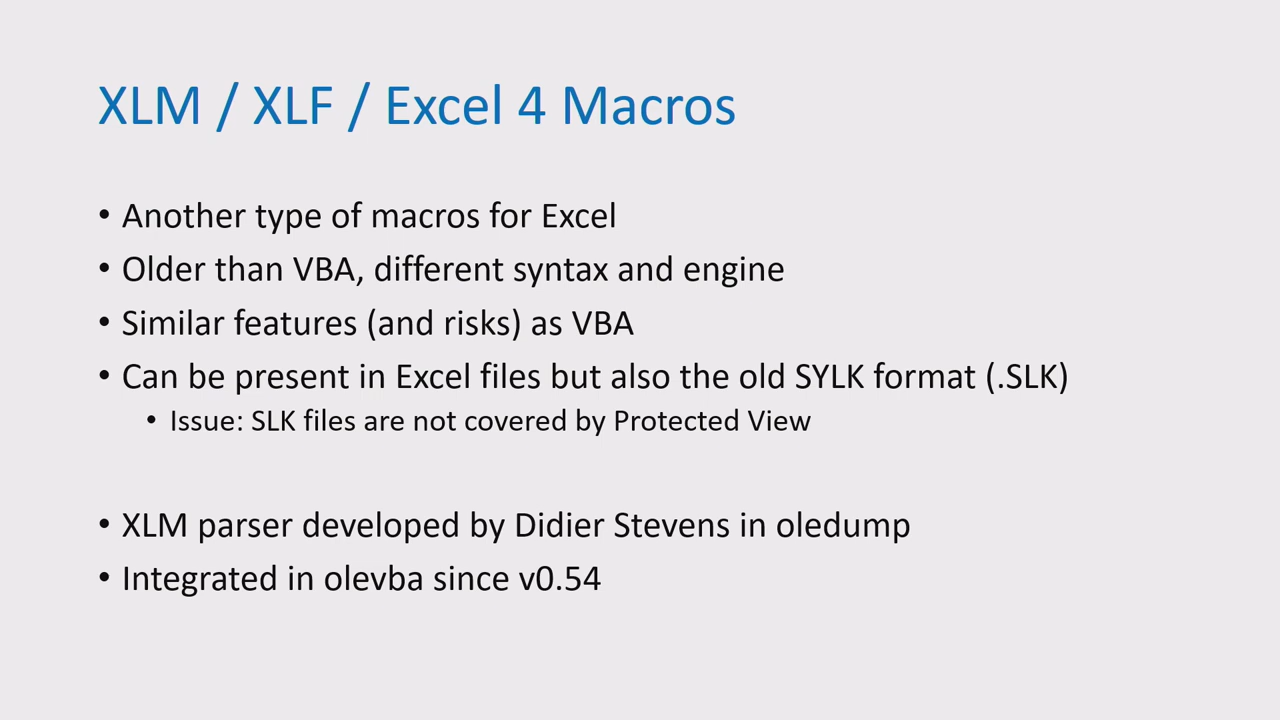 XLM / XLF / Excel 4 Macros
• Another type of macros for Excel
• Older than VBA, different syntax and engine
• Similar features (and risks) as VBA
• Can be present in Excel files but also the old SYLK format (.SLK)
• Issue: SLK files are not covered by Protected View
• XLM parser developed by Didier Stevens in oledump
• Integrated in olevba since v0.54